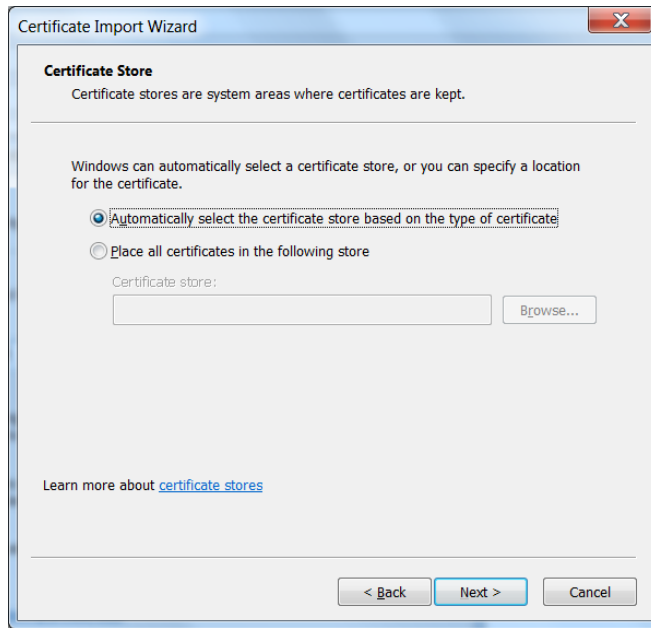 Certificate Import Wizard
Certificate Store
Certificate stores are system areas where certificates are kept.
Windows can automatically select a certificate store, or you can specify a location
for the certificate.
Automatically select the certificate store based on the type of certificate
Place all certificates in the following store
Certificate store:
Browse...
Learn more about certificate stores
< Back Next > Cancel